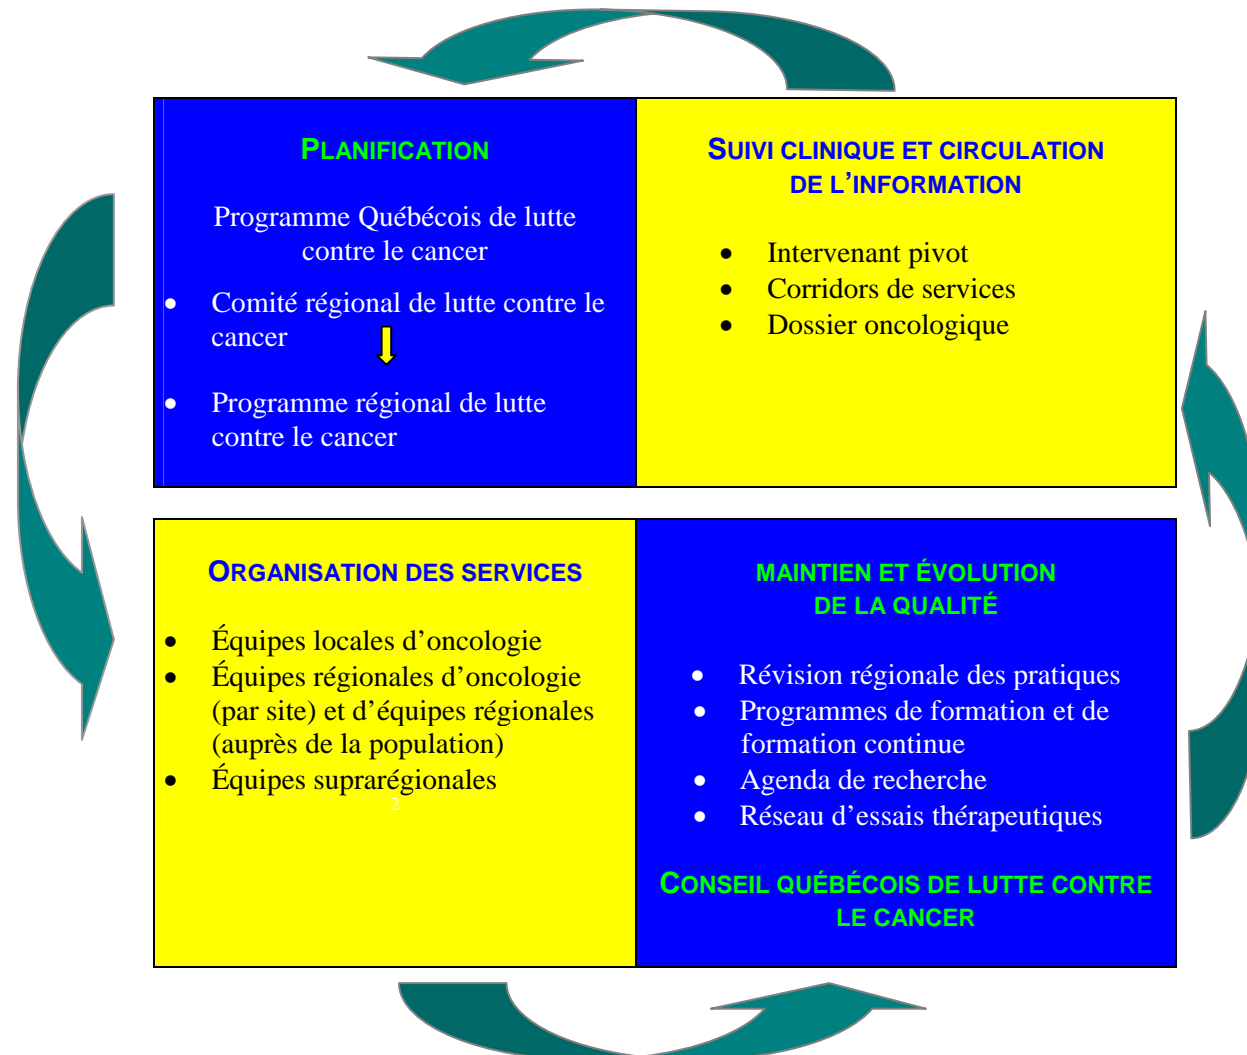 PLANIFICATION
Programme Québécois de lutte
contre le cancer
• Comité régional de lutte contre le
cancer
• Programme régional de lutte
contre le cancer
SUIVI CLINIQUE ET CIRCULATION
DE L’INFORMATION
• Intervenant pivot
• Corridors de services
• Dossier oncologique
ORGANISATION DES SERVICES
• Équipes locales d’oncologie
• Équipes régionales d’oncologie
(par site) et d’équipes régionales
(auprès de la population)
• Équipes suprarégionales
2
MAINTIEN ET ÉVOLUTION
DE LA QUALITÉ
• Révision régionale des pratiques
• Programmes de formation et de
formation continue
• Agenda de recherche
• Réseau d’essais thérapeutiques
CONSEIL QUÉBÉCOIS DE LUTTE CONTRE
LE CANCER